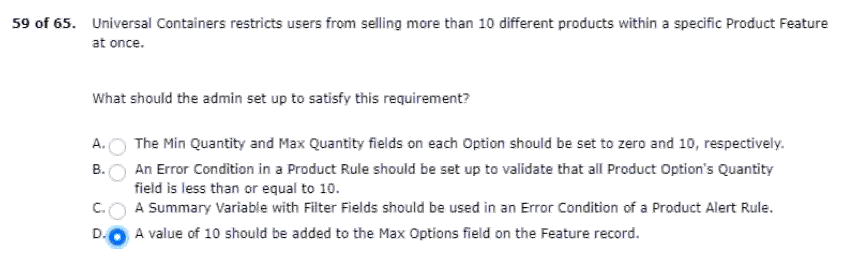 59 of 65. Universal Containers restricts users from selling more than 10 different products within a specific Product Feature
at once.
What should the admin set up to satisfy this requirement?
A. The Min Quantity and Max Quantity fields on each Option should be set to zero and 10, respectively.
B. An Error Condition in a Product Rule should be set up to validate that all Product Option's Quantity
field is less than or equal to 10.
C. A Summary Variable with Filter Fields should be used in an Error Condition of a Product Alert Rule.
D. A value of 10 should be added to the Max Options field on the Feature record.